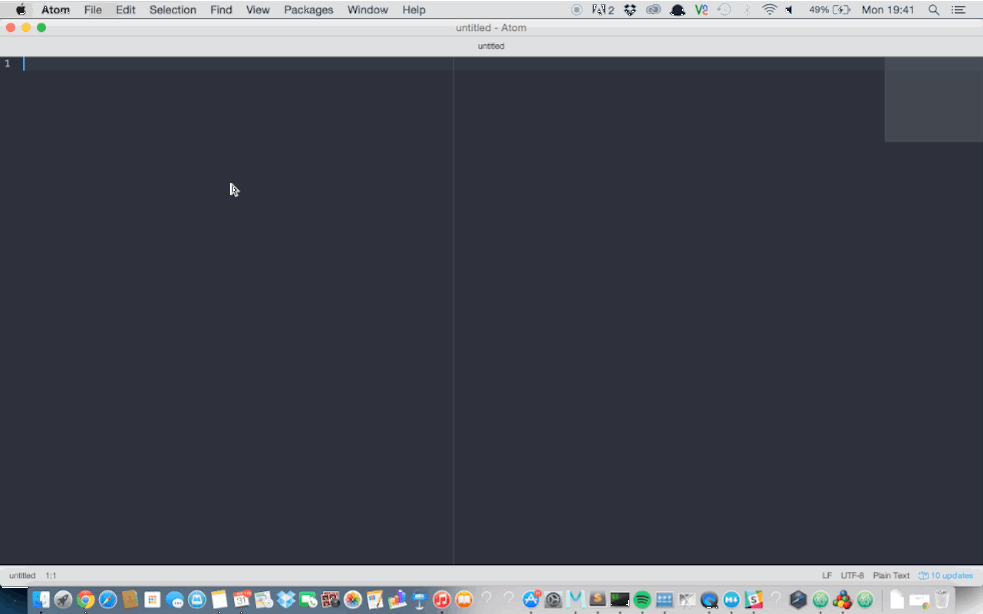 Atom File Edit Selection Find View Packages Window Help 2 49% Mon 19:41
untitled - Atom
untitled
1
untitled 1:1 LF UTF-8 Plain Text 10 updates
31